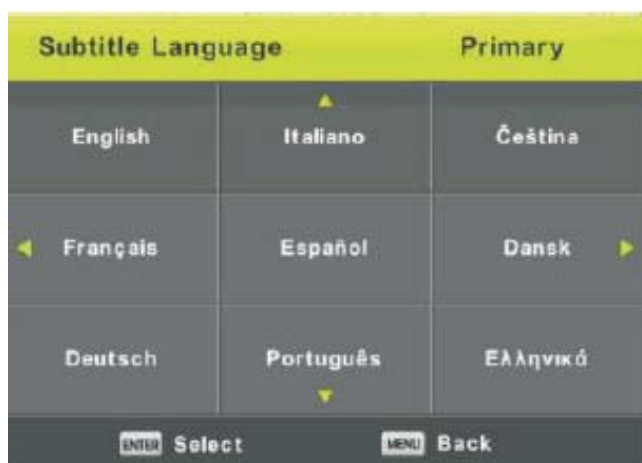 Subtitle Language Primary
English Italiano Čeština
Français Español Dansk
Deutsch Português Ελληνικά
ENTER Select MENU Back